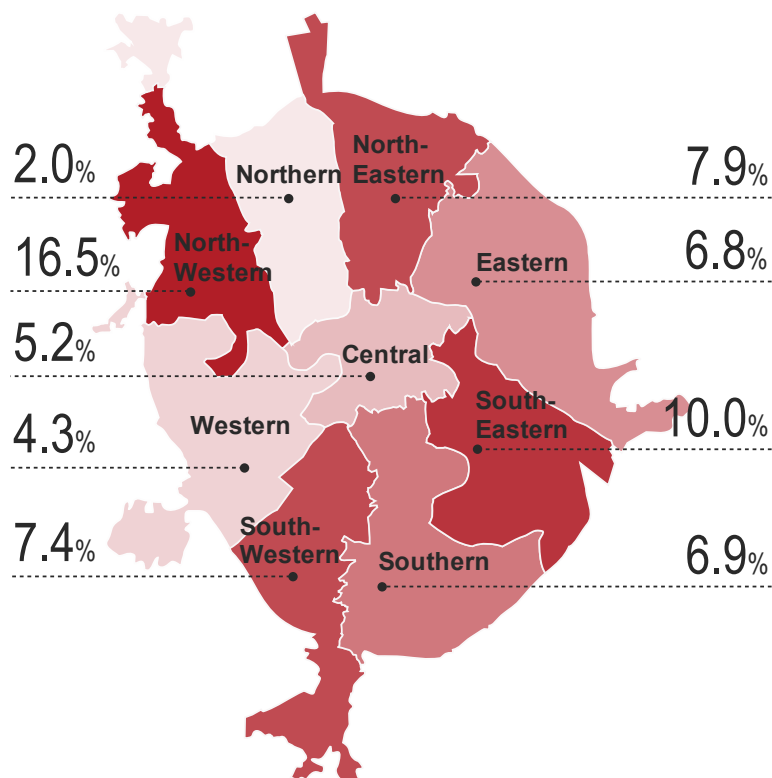 2.0%
Northern
North-
Eastern
7.9%
16.5%
North-
Western
Eastern
6.8%
5.2%
Central
4.3%
Western
South-
Eastern
10.0%
7.4%
South-
Western
Southern
6.9%